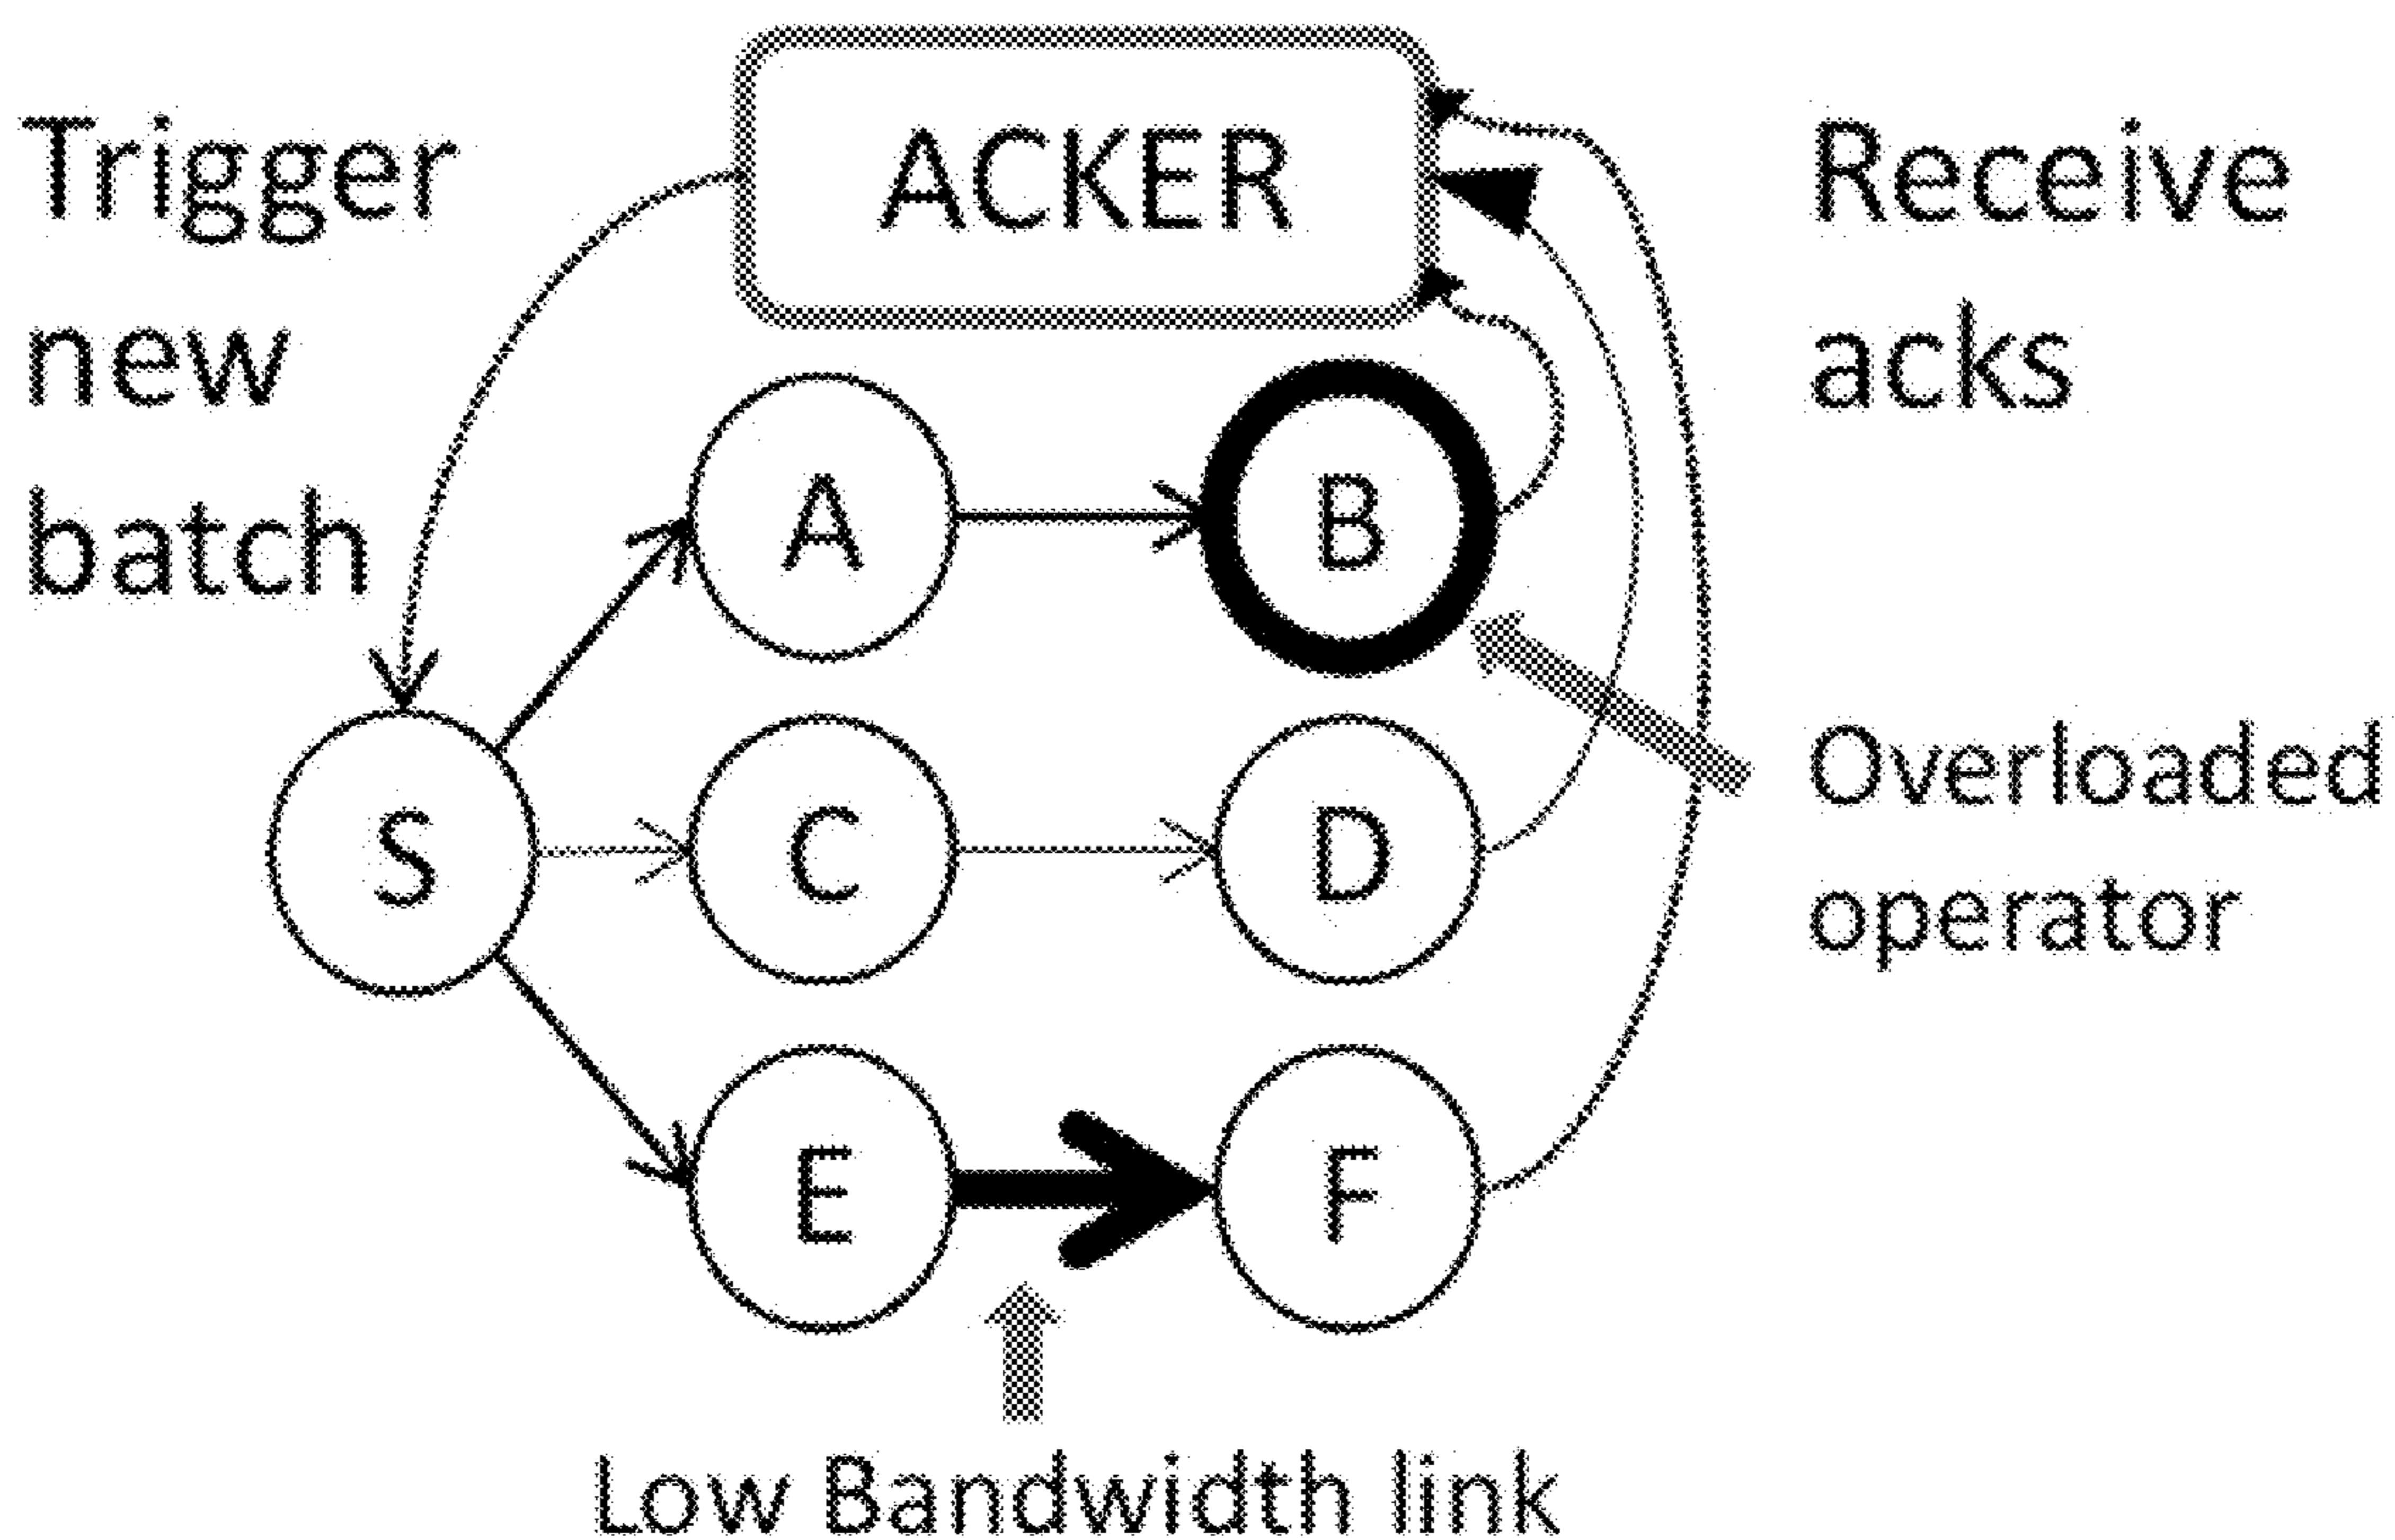 Trigger
new
batch
ACKER
Receive
acks
A
B
S
C
D
Overloaded
operator
E
F
Low Bandwidth link